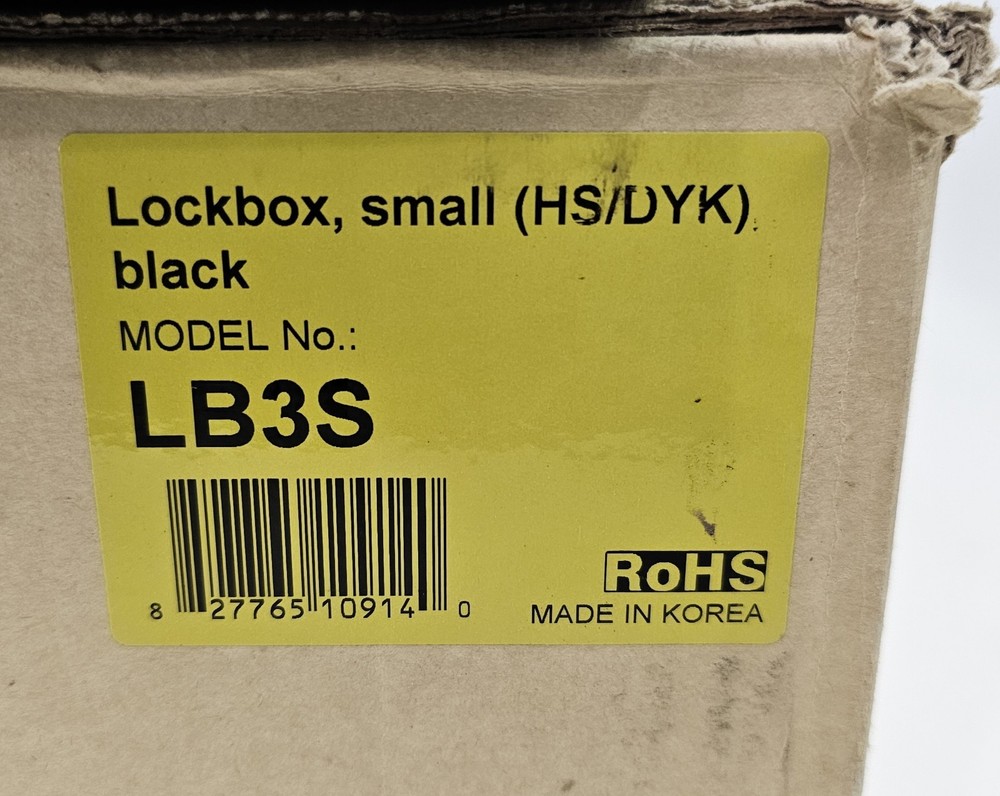 Lockbox, small (HS/DYK)
black
MODEL No.:
LB3S
8 27765 10914 0
RoHS
MADE IN KOREA